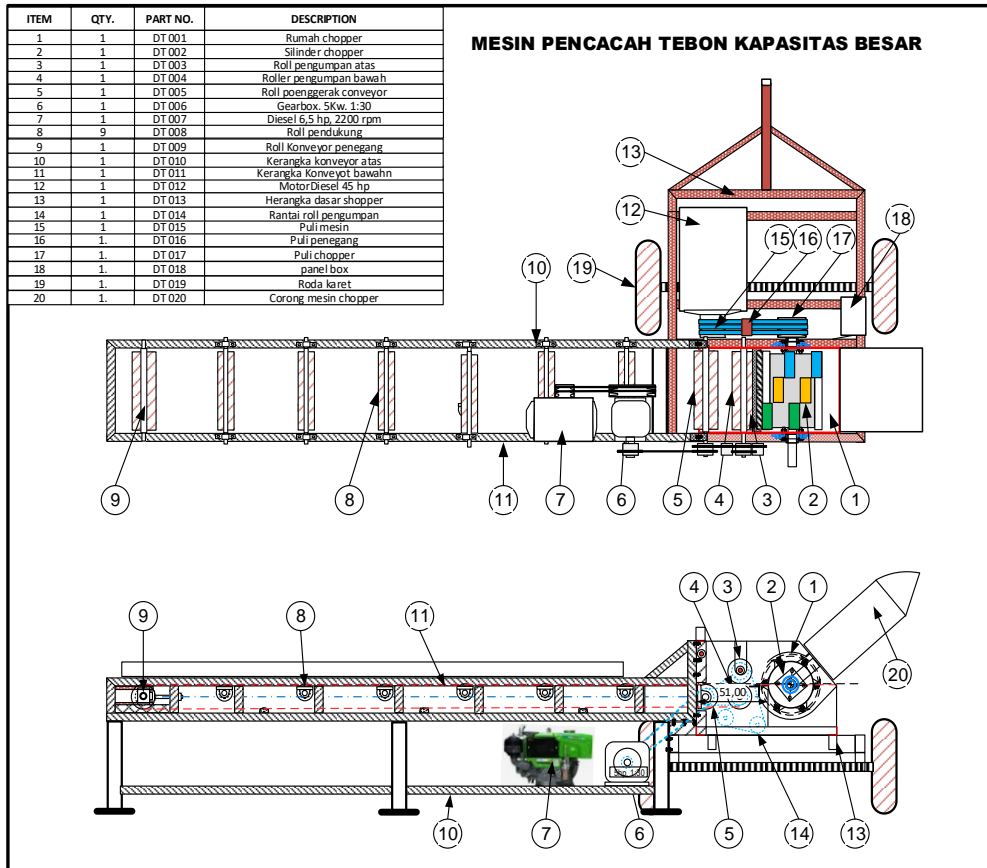 ITEM QTY. PART NO. DESCRIPTION
1 1 DT 001 Rumah chopper
2 1 DT 002 Silinder chopper
3 1 DT 003 Roll pengumpan atas
4 1 DT 004 Roller pengumpan bawah
5 1 DT 005 Roll poenggerak conveyor
6 1 DT 006 Gearbox. 5Kw. 1:30
7 1 DT 007 Diesel 6,5 hp, 2200 rpm
8 9 DT 008 Roll pendukung
9 1 DT 009 Roll Konveyor penegang
10 1 DT 010 Kerangka konveyor atas
11 1 DT 011 Kerangka Konveyot bawahn
12 1 DT 012 MotorDiesel 45 hp
13 1 DT 013 Herangka dasar shopper
14 1 DT 014 Rantai roll pengumpan
15 1 DT 015 Puli mesin
16 1. DT 016 Puli penegang
17 1. DT 017 Puli chopper
18 1. DT 018 panel box
19 1. DT 019 Roda karet
20 1. DT 020 Corong mesin chopper
MESIN PENCACAH TEBON KAPASITAS BESAR
13
12 18
15 16 17
10 19
9 8 11 7 6 5 4 3 2 1
9 8 11 4 3 2 1
51,00
20
1:30
10 7 6 5 14 13